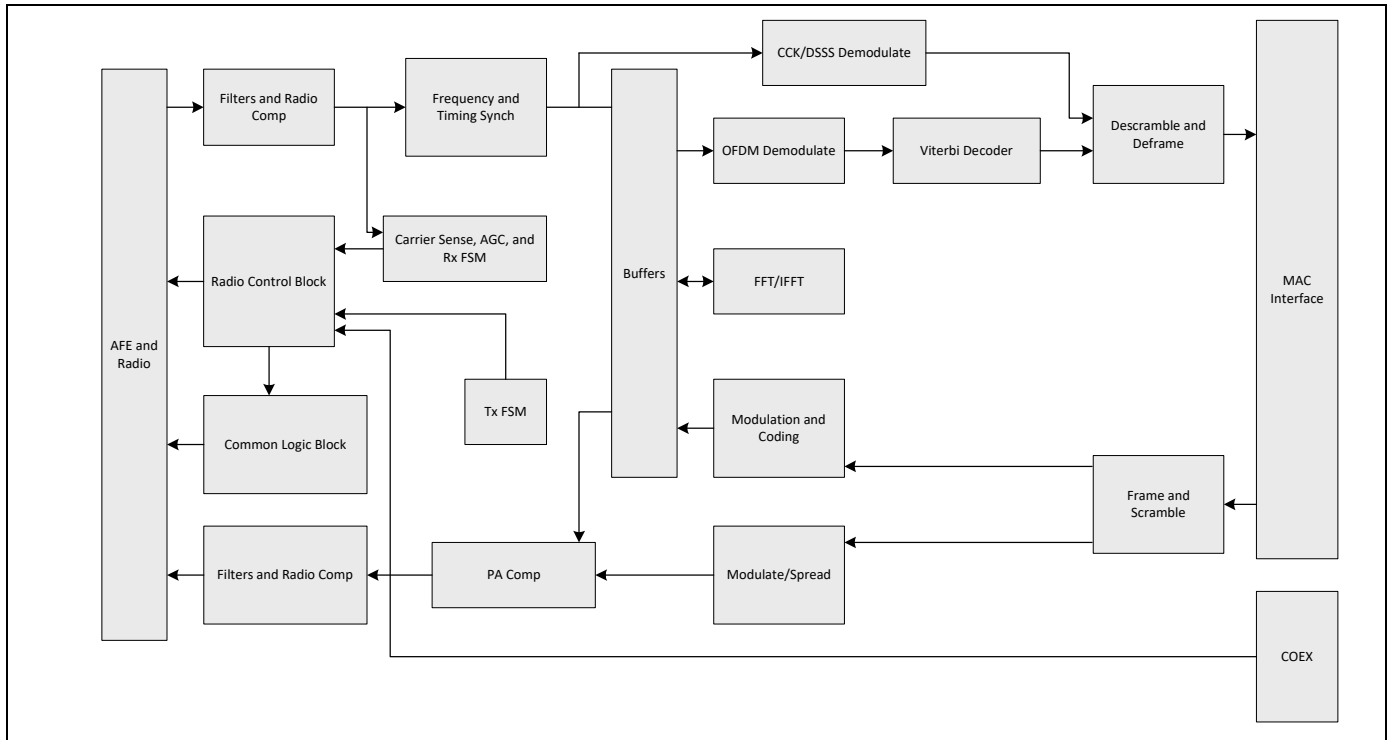 CCK/DSSS Demodulate
Filters and Radio
Comp
Frequency and
Timing Synch
Descramble and
Deframe
OFDM Demodulate
Viterbi Decoder
Carrier Sense, AGC, and
Rx FSM
Radio Control Block
Buffers
FFT/IFFT
MAC
Interface
AFE and
Radio
Tx FSM
Modulation and
Coding
Common Logic Block
Frame and
Scramble
Filters and Radio Comp
PA Comp
Modulate/Spread
COEX